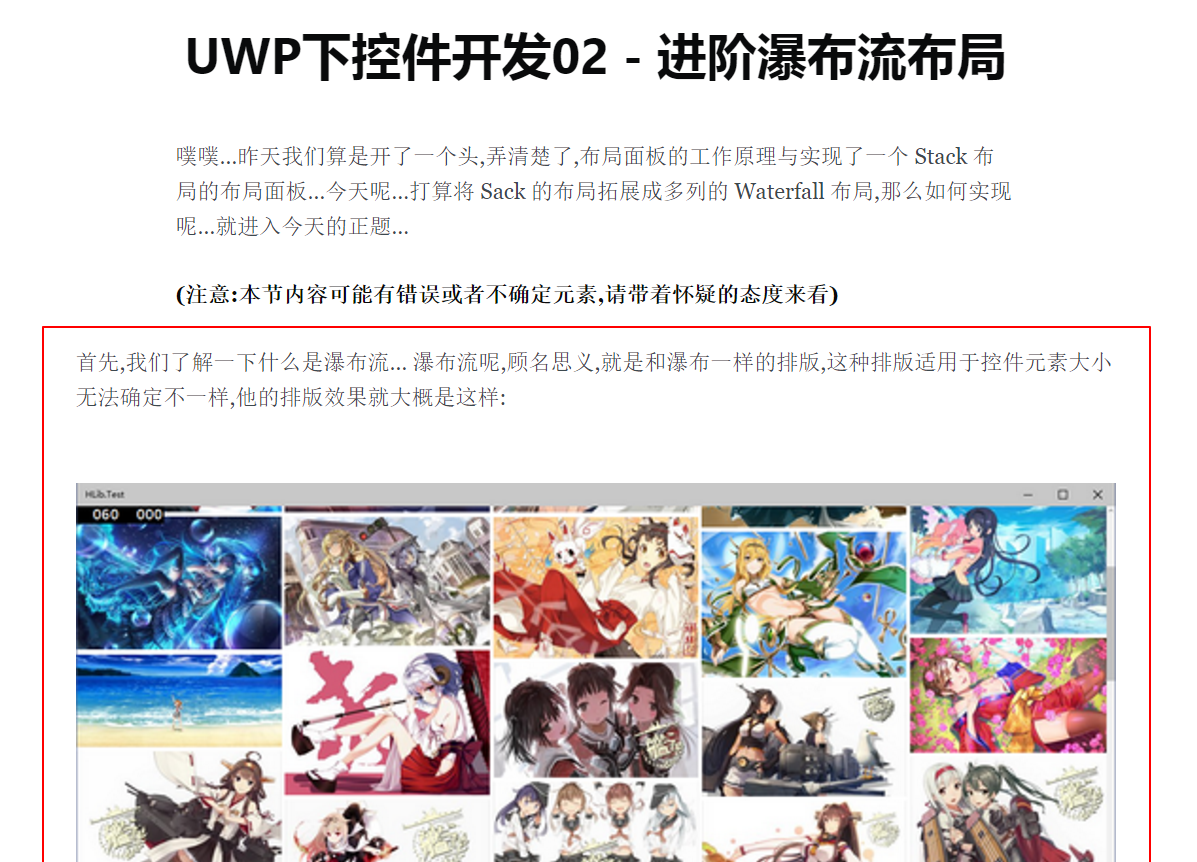 UWP下控件开发02 - 进阶瀑布流布局
噗噗...昨天我们算是开了一个头,弄清楚了,布局面板的工作原理与实现了一个 Stack 布
局的布局面板...今天呢...打算将 Sack 的布局拓展成多列的 Waterfall 布局,那么如何实现
呢...就进入今天的正题...
(注意:本节内容可能有错误或者不确定元素,请带着怀疑的态度来看)
首先,我们了解一下什么是瀑布流... 瀑布流呢,顾名思义,就是和瀑布一样的排版,这种排版适用于控件元素大小
无法确定不一样,他的排版效果就大概是这样:
HLib.Test
060 000